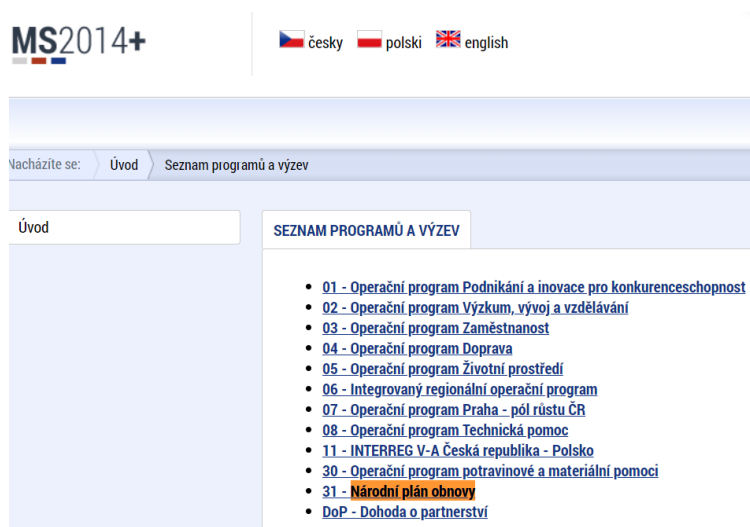 MS2014+
česky polski english
Nacházíte se: Úvod Seznam programů a výzev
Úvod
SEZNAM PROGRAMŮ A VÝZEV
01 - Operační program Podnikání a inovace pro konkurenceschopnost
02 - Operační program Výzkum, vývoj a vzdělávání
03 - Operační program Zaměstnanost
04 - Operační program Doprava
05 - Operační program Životní prostředí
06 - Integrovaný regionální operační program
07 - Operační program Praha - pól růstu ČR
08 - Operační program Technická pomoc
11 - INTERREG V-A Česká republika - Polsko
30 - Operační program potravinové a materiální pomoci
31 - Národní plán obnovy
DoP - Dohoda o partnerství